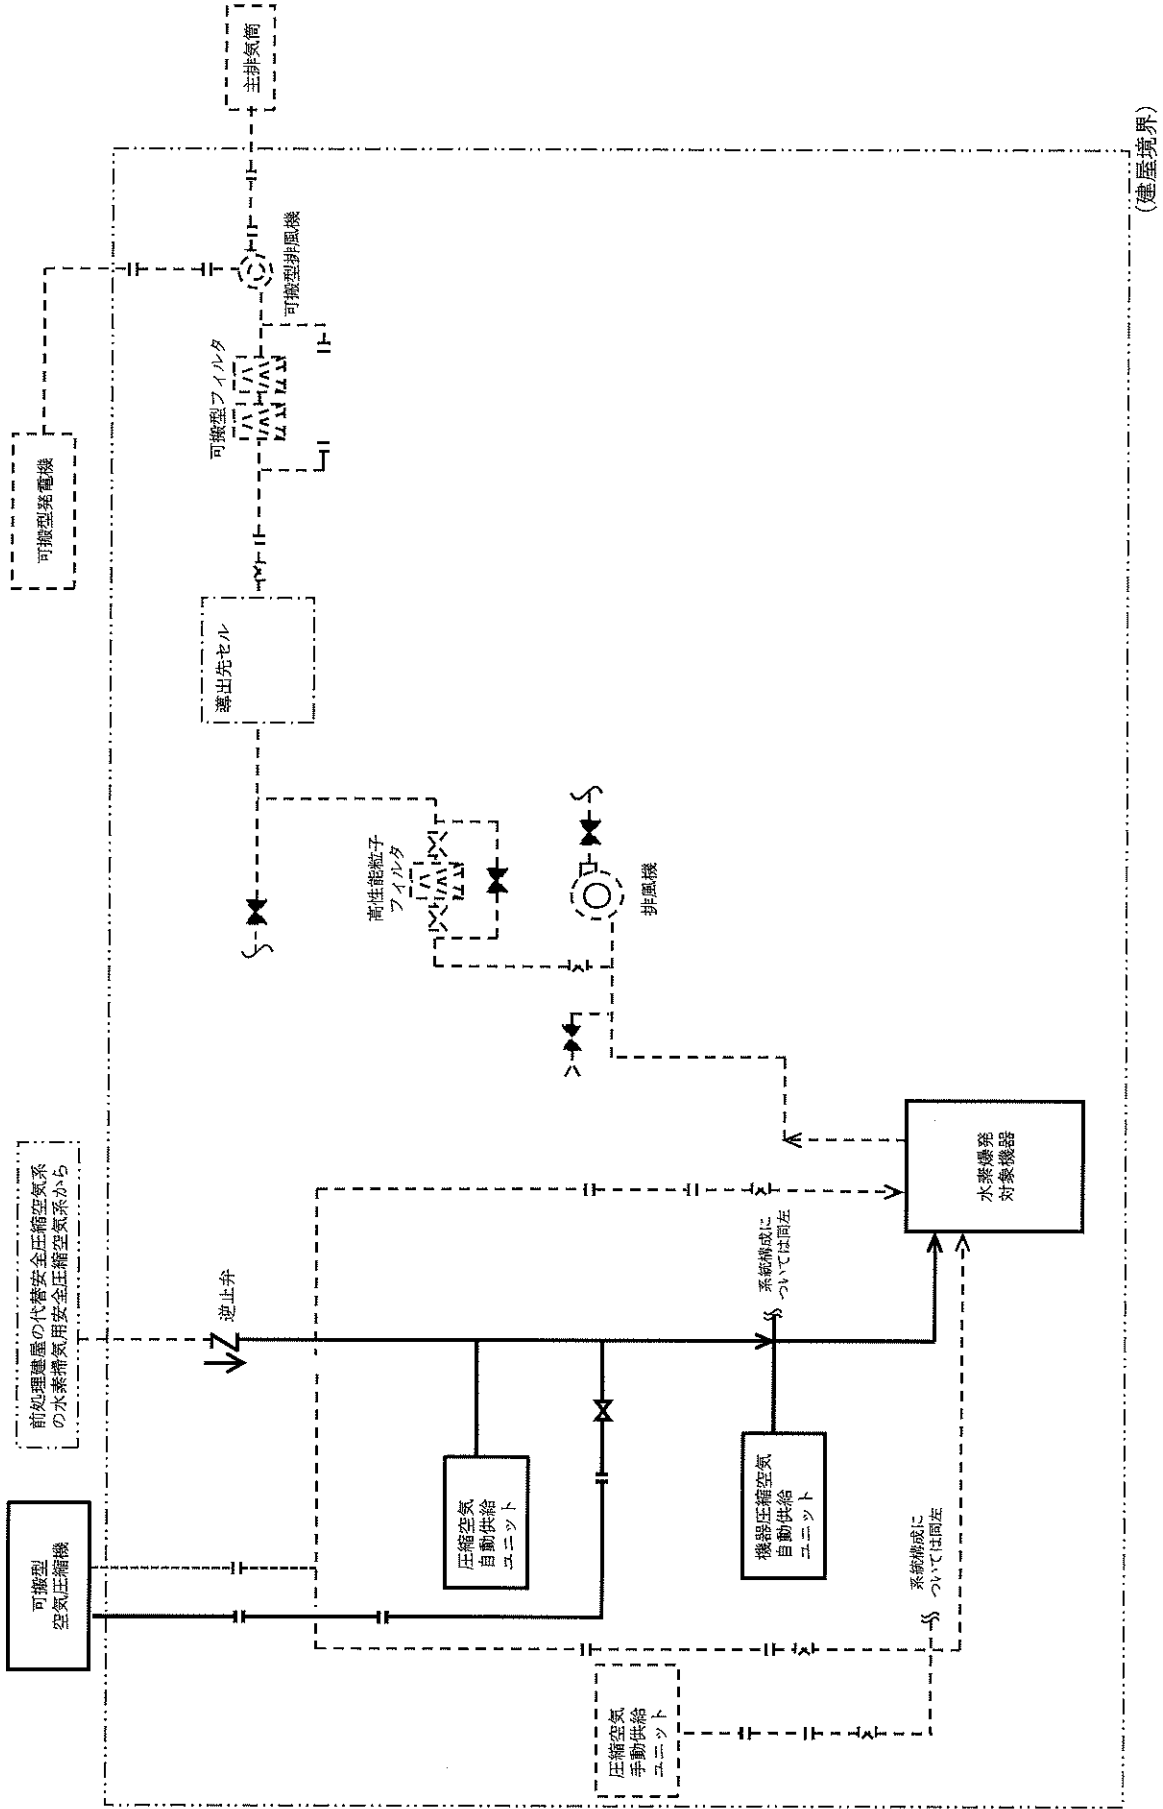 可搬型
空気圧縮機
前処理建屋の代替安全圧縮空気系
の水素掃気用安全圧縮空気系から
可搬型発電機
主排気筒
逆止弁
導出先セル
可搬型フィルタ
可搬型排風機
圧縮空気
自動供給
ユニット
高性能粒子
フィルタ
排風機
圧縮空気
手動供給
ユニット
機器圧縮空気
自動供給
ユニット
系統構成に
ついては同左
系統構成に
ついては同左
水素爆発
対象機器
(建屋境界)